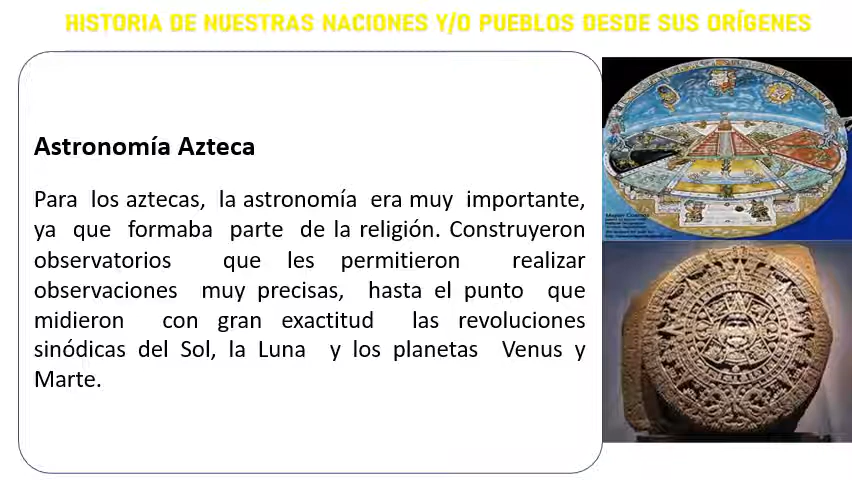 HISTORIA DE NUESTRAS NACIONES Y/O PUEBLOS DESDE SUS ORÍGENES
Astronomía Azteca
Para los aztecas, la astronomía era muy importante,
ya que formaba parte de la religión. Construyeron
observatorios que les permitieron realizar
observaciones muy precisas, hasta el punto que
midieron con gran exactitud las revoluciones
sinódicas del Sol, la Luna y los planetas Venus y
Marte.